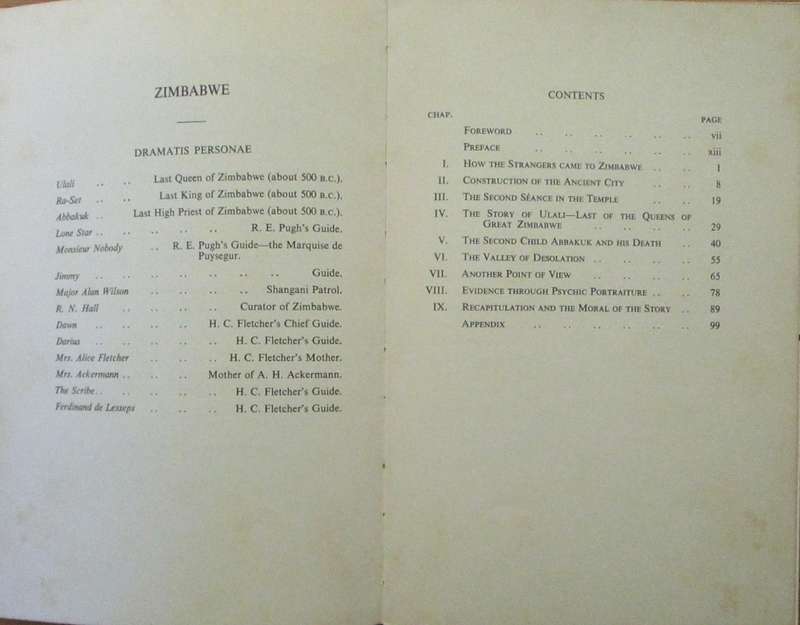 ZIMBABWE
DRAMATIS PERSONAE
Ulali .. .. Last Queen of Zimbabwe (about 500 B.C.).
Ra-Set .. .. Last King of Zimbabwe (about 500 B.C.).
Abbakuk .. Last High Priest of Zimbabwe (about 500 B.C.).
Lone Star .. .. .. .. .. R. E. Pugh's Guide.
Monsieur Nobody .. R. E. Pugh's Guide—the Marquise de
Puysegur.
Jimmy .. .. .. .. .. .. .. Guide.
Major Alan Wilson .. .. .. .. Shangani Patrol.
R. N. Hall .. .. .. .. Curator of Zimbabwe.
Dawn .. .. .. .. H. C. Fletcher's Chief Guide.
Darius .. .. .. .. H. C. Fletcher's Guide.
Mrs. Alice Fletcher .. .. .. H. C. Fletcher's Mother.
Mrs. Ackermann .. .. .. Mother of A. H. Ackermann.
The Scribe .. .. .. .. .. H. C. Fletcher's Guide.
Ferdinand de Lesseps .. .. .. H. C. Fletcher's Guide.
CONTENTS
CHAP. PAGE
FOREWORD .. .. .. .. .. .. vii
PREFACE .. .. .. .. .. .. xiii
I. HOW THE STRANGERS CAME TO ZIMBABWE .. .. 1
II. CONSTRUCTION OF THE ANCIENT CITY .. .. 8
III. THE SECOND SÉANCE IN THE TEMPLE .. .. 19
IV. THE STORY OF ULALI—LAST OF THE QUEENS OF
GREAT ZIMBABWE .. .. .. .. 29
V. THE SECOND CHILD ABBAKUK AND HIS DEATH .. 40
VI. THE VALLEY OF DESOLATION .. .. .. 55
VII. ANOTHER POINT OF VIEW .. .. .. .. 65
VIII. EVIDENCE THROUGH PSYCHIC PORTRAITURE .. .. 78
IX. RECAPITULATION AND THE MORAL OF THE STORY .. 89
APPENDIX .. .. .. .. .. .. 99